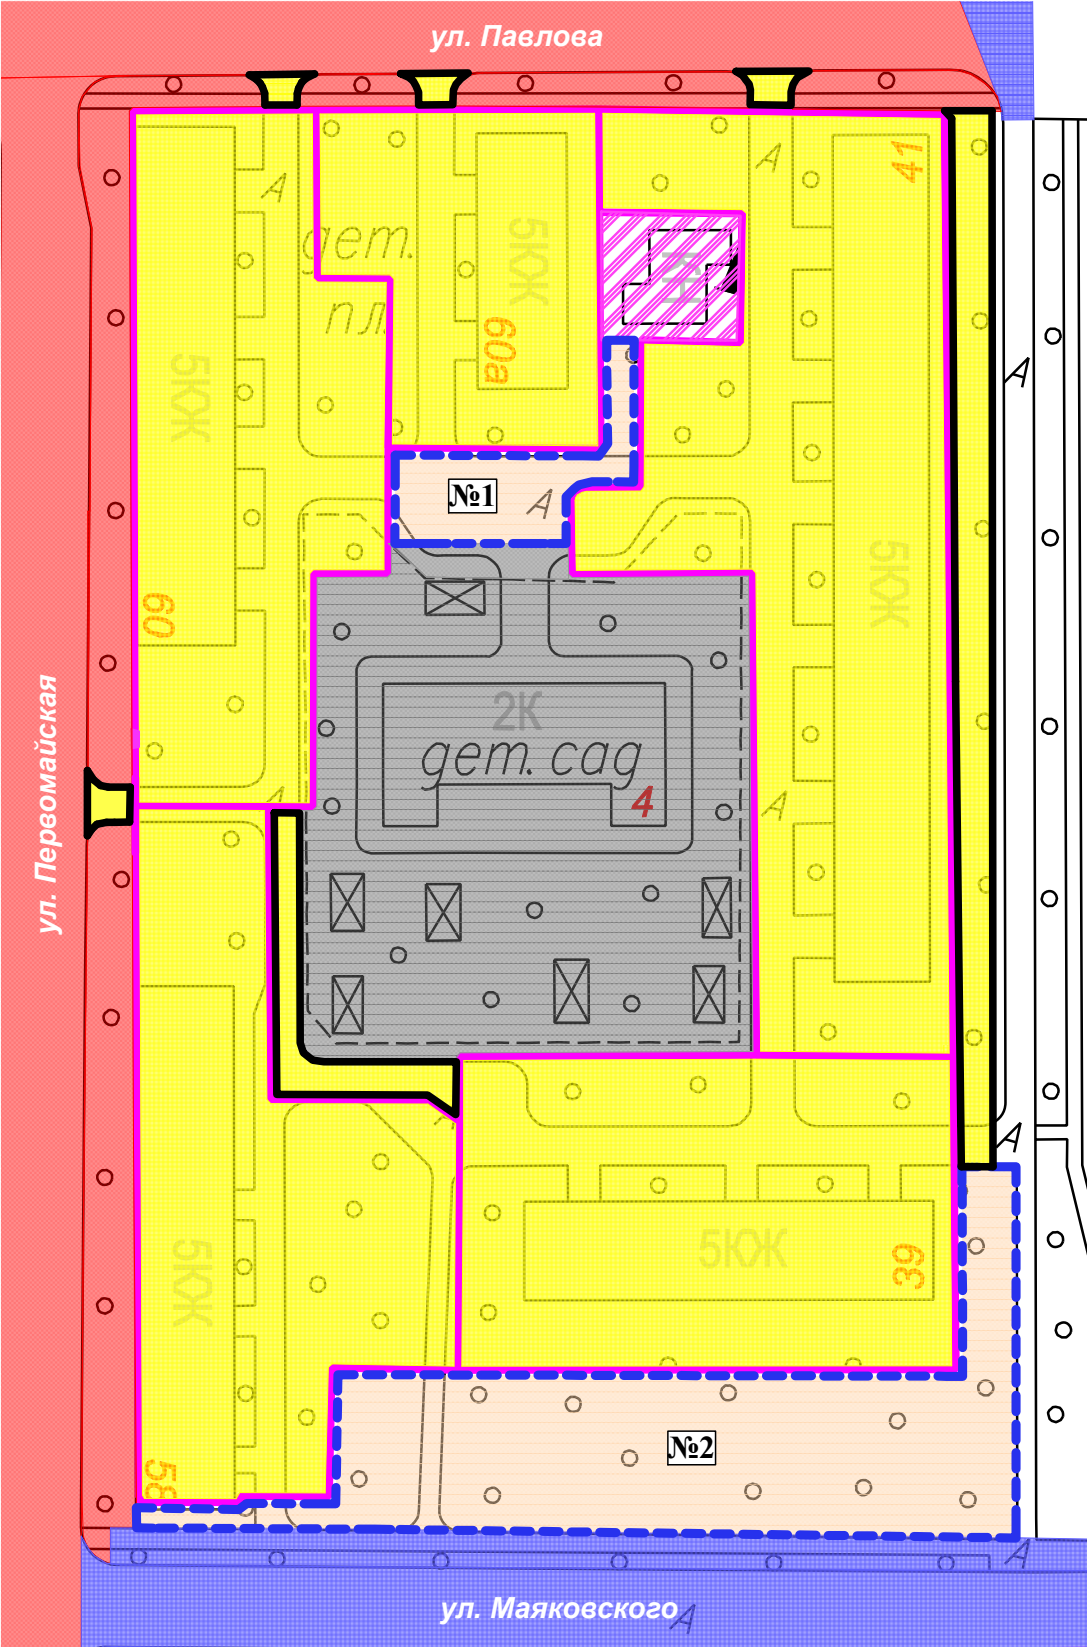 ул. Павлова
41
А
А
дет.
пл.
5КЖ
60а
Н
5КЖ
А
№1
А
5КЖ
60
2К
дет. сад
4
ул. Первомайская
А
А
А
5КЖ
39
5КЖ
58
№2
А
ул. Маяковского
А